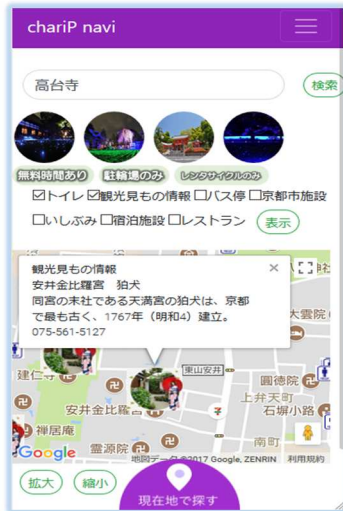 chariP navi
高台寺
検索
無料時間あり 駐輪場のみ レンタサイクルのみ
☑トイレ ☑観光見もの情報 □バス停 □京都市施設
□いしぶみ □宿泊施設 □レストラン 表示
観光見もの情報
安井金比羅宮 狛犬
同宮の末社である天満宮の狛犬は、京都
で最も古く、1767年（明和4）建立。
075-561-5127
×
大雲院
東山安井
建仁
圓徳院
上弁天町
安井金比羅
石塀小路
禅居庵
南町
霊源院
Google
地図データ ©2017 Google, ZENRIN 利用規約
拡大 縮小
現在地で探す